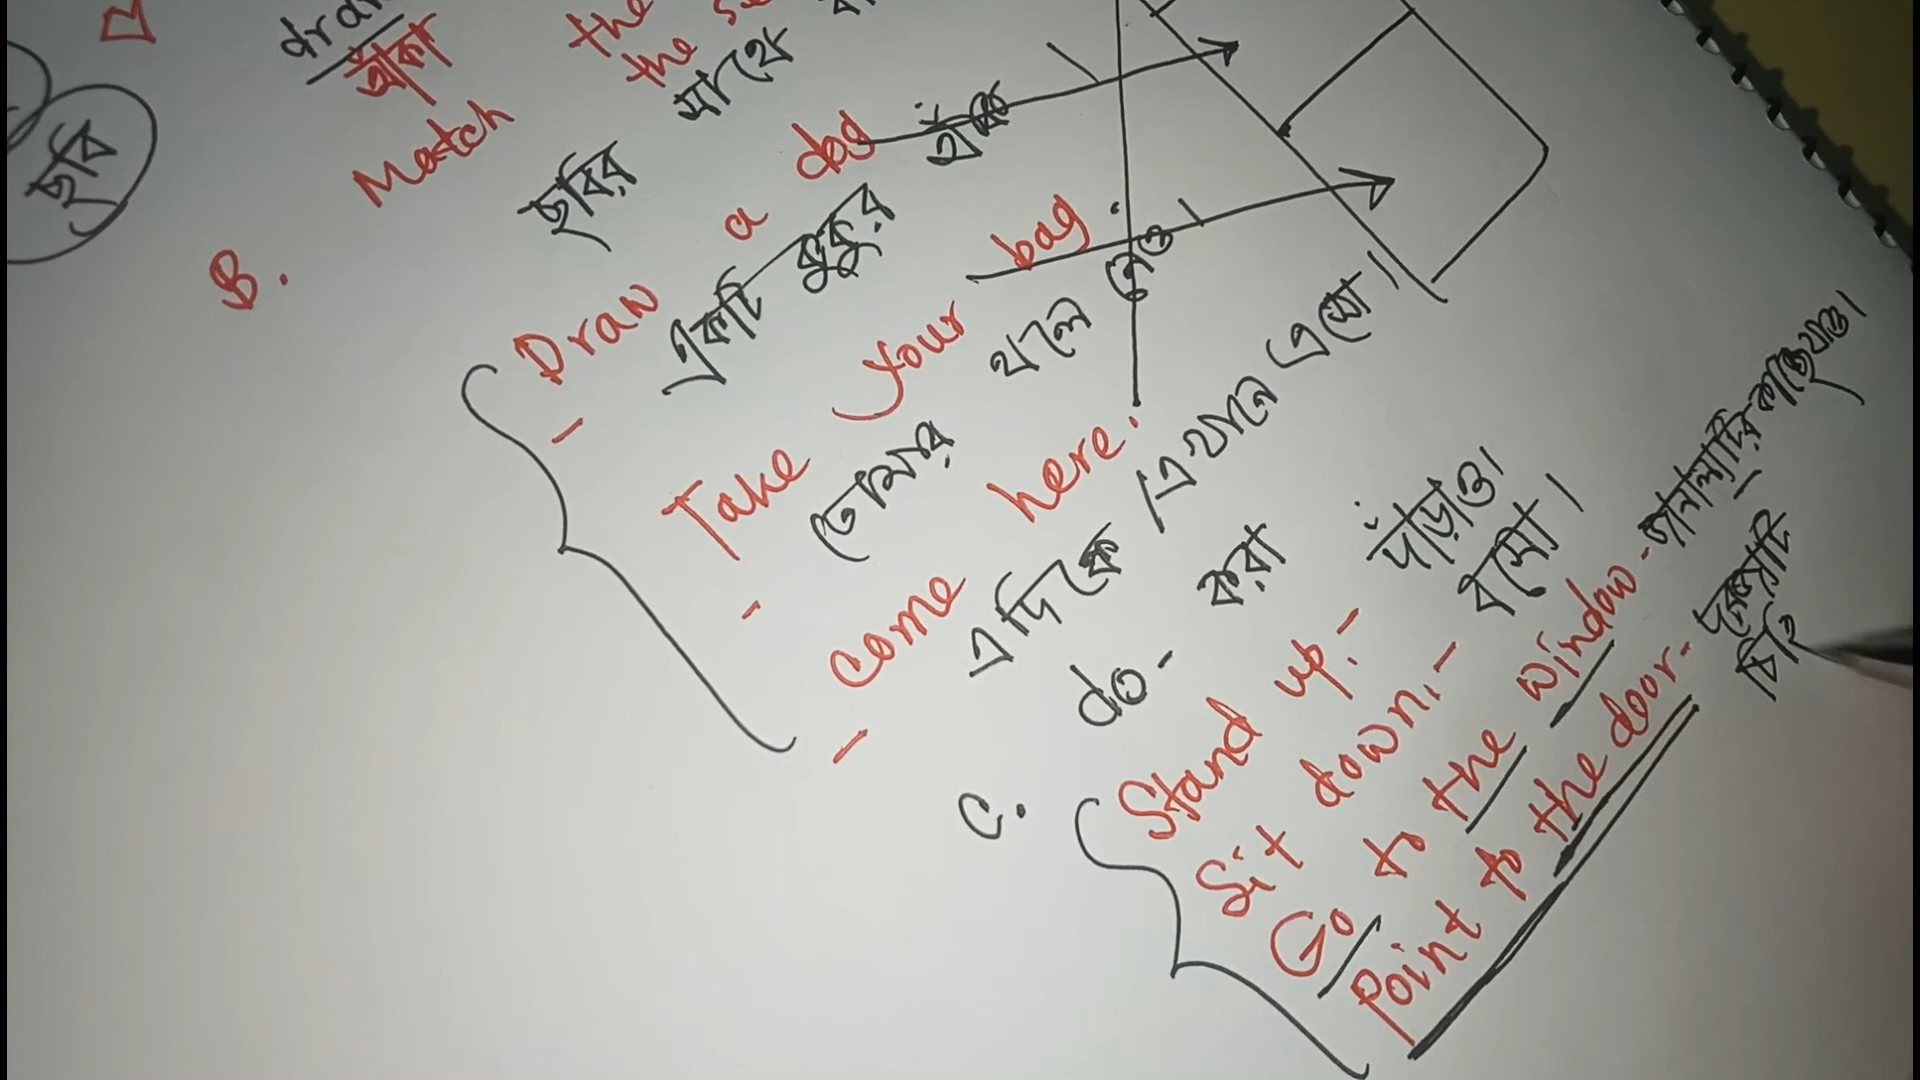 ছবি
আঁকা
the
the
B. Match
ছবির সাথে
Draw a dog
- একটি কুকুর আঁক
Take your bag.
- তোমার থলে নেও
Come here.
- এদিকে / এখানে এসো।
do - করা
C. Stand up. - দাঁড়াও।
Sit down. - বসো।
Go to the window - জানালাটির কাছে যাও।
Point to the door. - দরজাটি